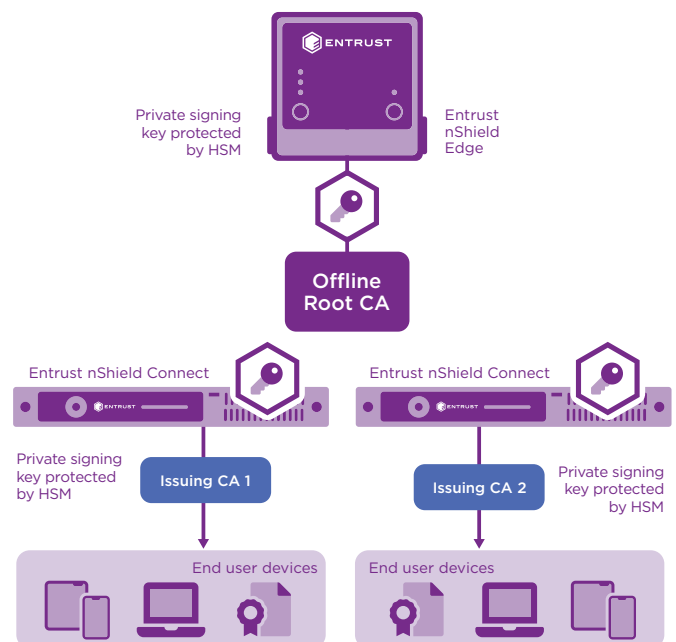 ENTRUST
Private signing
key protected
by HSM
Entrust
nShield
Edge
Offline
Root CA
Entrust nShield Connect
Entrust nShield Connect
ENTRUST
ENTRUST
Private signing
key protected
by HSM
Issuing CA 1
Issuing CA 2
Private signing
key protected
by HSM
End user devices
End user devices